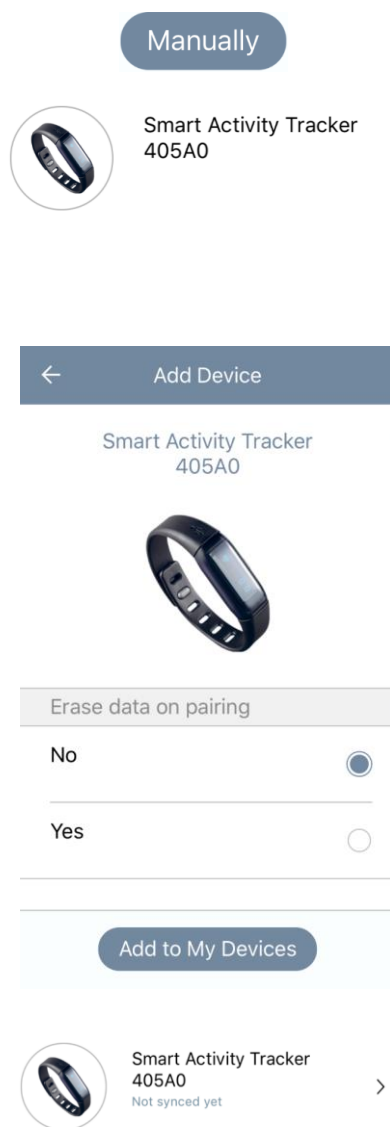 Manually
Smart Activity Tracker
405A0
Add Device
Smart Activity Tracker
405A0
Erase data on pairing
No
Yes
Add to My Devices
Smart Activity Tracker
405A0
Not synced yet